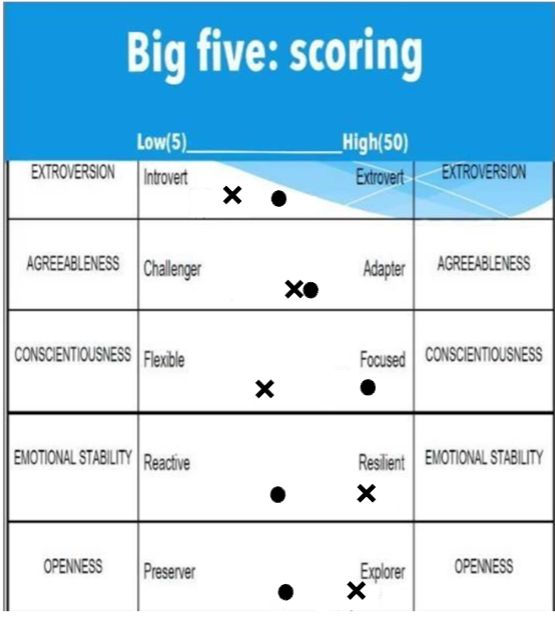 Big five: scoring
Low(5)____________________High(50)
EXTROVERSION Introvert Extrovert EXTROVERSION
AGREEABLENESS Challenger Adapter AGREEABLENESS
CONSCIENTIOUSNESS Flexible Focused CONSCIENTIOUSNESS
EMOTIONAL STABILITY Reactive Resilient EMOTIONAL STABILITY
OPENNESS Preserver Explorer OPENNESS